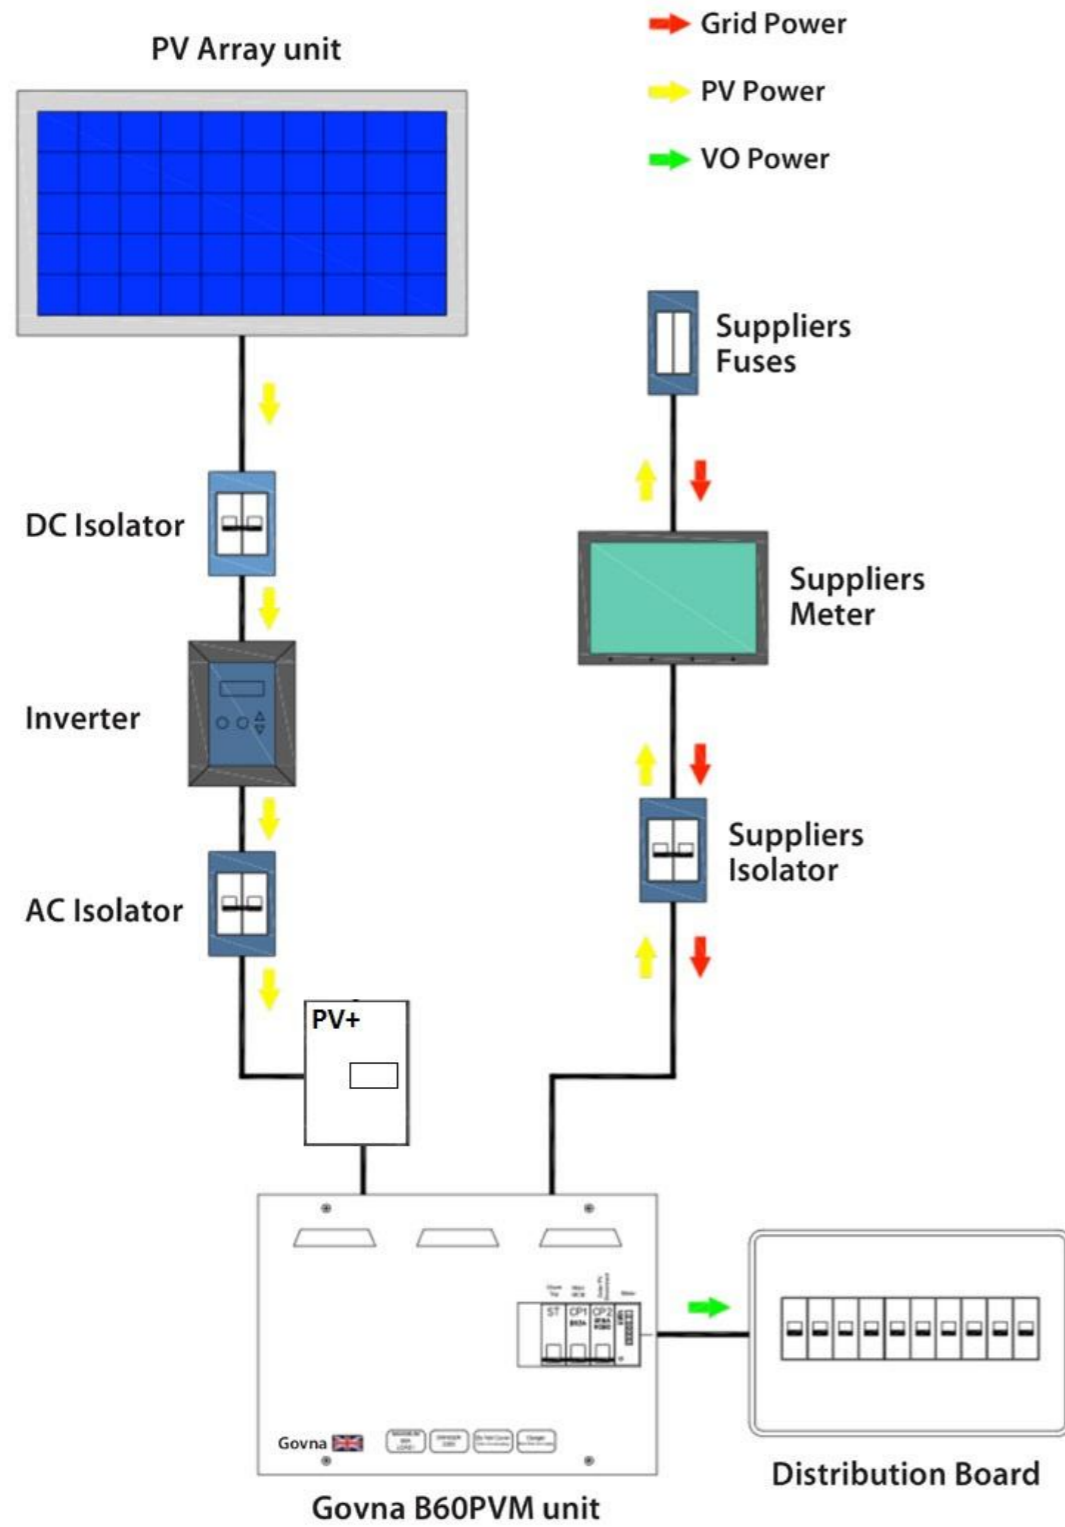 PV Array unit
Grid Power
PV Power
VO Power
Suppliers
Fuses
DC Isolator
Suppliers
Meter
Inverter
Suppliers
Isolator
AC Isolator
PV+
ST
CP1
CP2
Govna
Distribution Board
Govna B60PVM unit